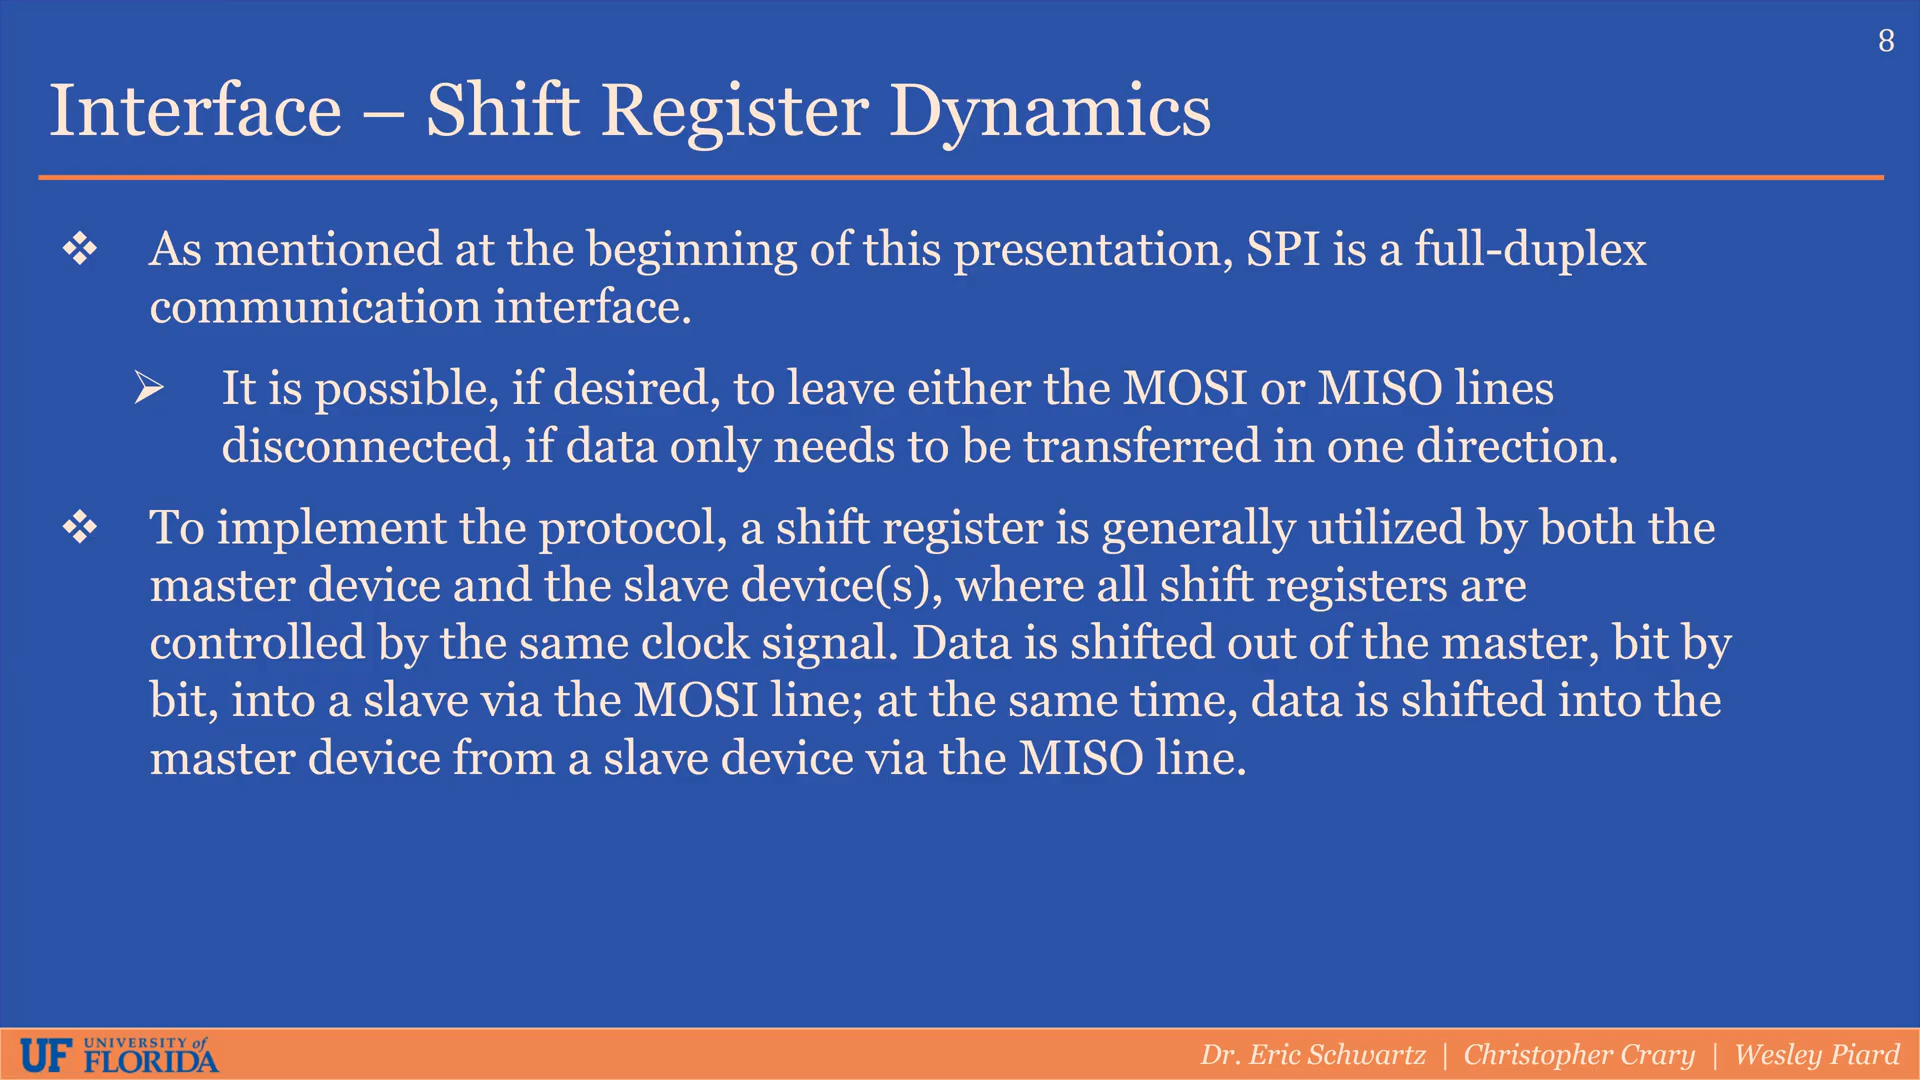 8
Interface – Shift Register Dynamics
❖ As mentioned at the beginning of this presentation, SPI is a full-duplex
communication interface.
➢ It is possible, if desired, to leave either the MOSI or MISO lines
disconnected, if data only needs to be transferred in one direction.
❖ To implement the protocol, a shift register is generally utilized by both the
master device and the slave device(s), where all shift registers are
controlled by the same clock signal. Data is shifted out of the master, bit by
bit, into a slave via the MOSI line; at the same time, data is shifted into the
master device from a slave device via the MISO line.
UF UNIVERSITY of
FLORIDA
Dr. Eric Schwartz | Christopher Crary | Wesley Piard